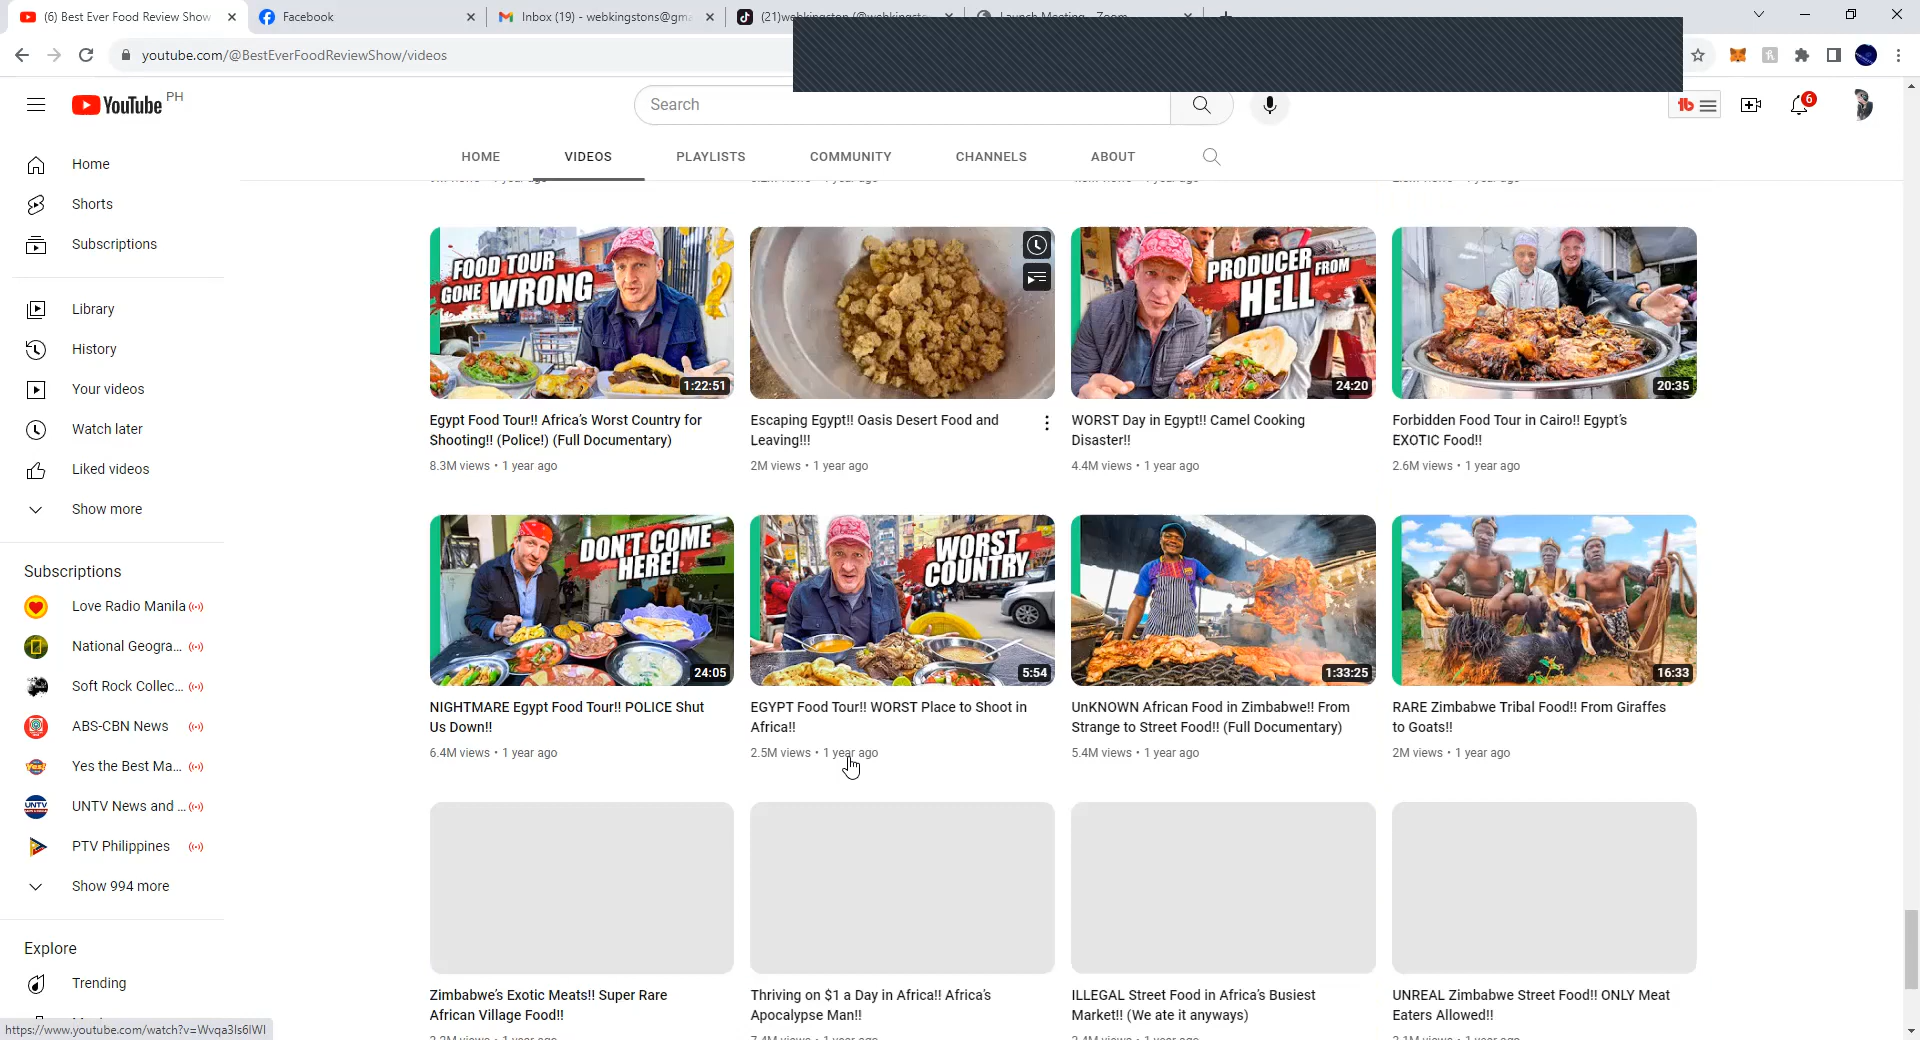 (6) Best Ever Food Review Show
Facebook
Inbox (19) - webkingstons@gma
youtube.com/@BestEverFoodReviewShow/videos
YouTube PH
Search
tb
6
HOME VIDEOS PLAYLISTS COMMUNITY CHANNELS ABOUT
Home
Shorts
Subscriptions
Library
History
Your videos
Watch later
Liked videos
Show more
Subscriptions
Love Radio Manila
National Geogra...
Soft Rock Collec...
ABS-CBN News
Yes the Best Ma...
UNTV News and ...
PTV Philippines
Show 994 more
Explore
Trending
https://www.youtube.com/watch?v=Wvqa3Is6lWI
FOOD TOUR
GONE WRONG
1:22:51
Egypt Food Tour!! Africa's Worst Country for
Shooting!! (Police!) (Full Documentary)
8.3M views • 1 year ago
Escaping Egypt!! Oasis Desert Food and
Leaving!!!
2M views • 1 year ago
PRODUCER FROM
HELL
24:20
WORST Day in Egypt!! Camel Cooking
Disaster!!
4.4M views • 1 year ago
20:35
Forbidden Food Tour in Cairo!! Egypt's
EXOTIC Food!!
2.6M views • 1 year ago
DON'T COME
HERE!
24:05
NIGHTMARE Egypt Food Tour!! POLICE Shut
Us Down!!
6.4M views • 1 year ago
WORST
COUNTRY
5:54
EGYPT Food Tour!! WORST Place to Shoot in
Africa!!
2.5M views • 1 year ago
1:33:25
UnKNOWN African Food in Zimbabwe!! From
Strange to Street Food!! (Full Documentary)
5.4M views • 1 year ago
16:33
RARE Zimbabwe Tribal Food!! From Giraffes
to Goats!!
2M views • 1 year ago
Zimbabwe's Exotic Meats!! Super Rare
African Village Food!!
Thriving on $1 a Day in Africa!! Africa's
Apocalypse Man!!
ILLEGAL Street Food in Africa's Busiest
Market!! (We ate it anyways)
UNREAL Zimbabwe Street Food!! ONLY Meat
Eaters Allowed!!